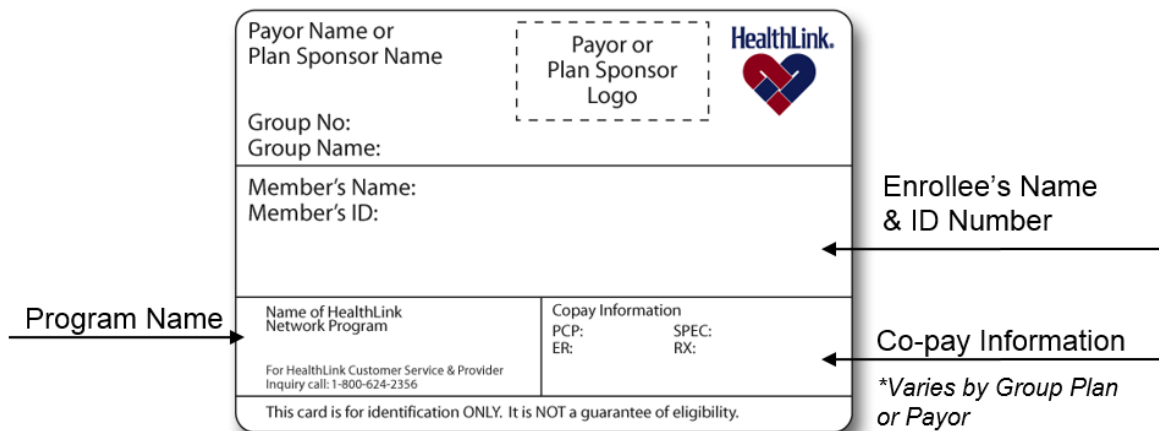 Payor Name or
Plan Sponsor Name
Payor or
Plan Sponsor
Logo
HealthLink.
Group No:
Group Name:
Member's Name:
Member's ID:
Enrollee's Name
& ID Number
Program Name
Name of HealthLink
Network Program
For HealthLink Customer Service & Provider
Inquiry call: 1-800-624-2356
Copay Information
PCP: SPEC:
ER: RX:
Co-pay Information
*Varies by Group Plan
or Payor
This card is for identification ONLY. It is NOT a guarantee of eligibility.